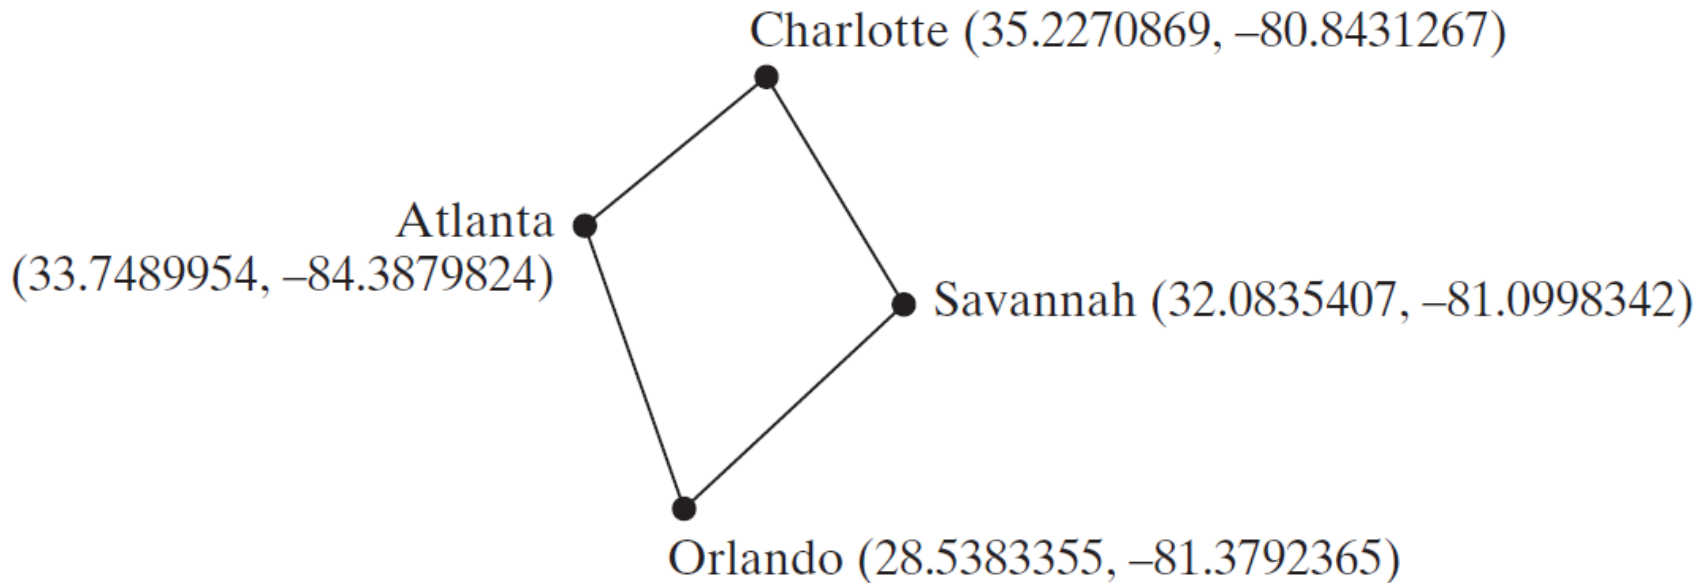 Charlotte (35.2270869, –80.8431267)
Atlanta
(33.7489954, –84.3879824)
Savannah (32.0835407, –81.0998342)
Orlando (28.5383355, –81.3792365)